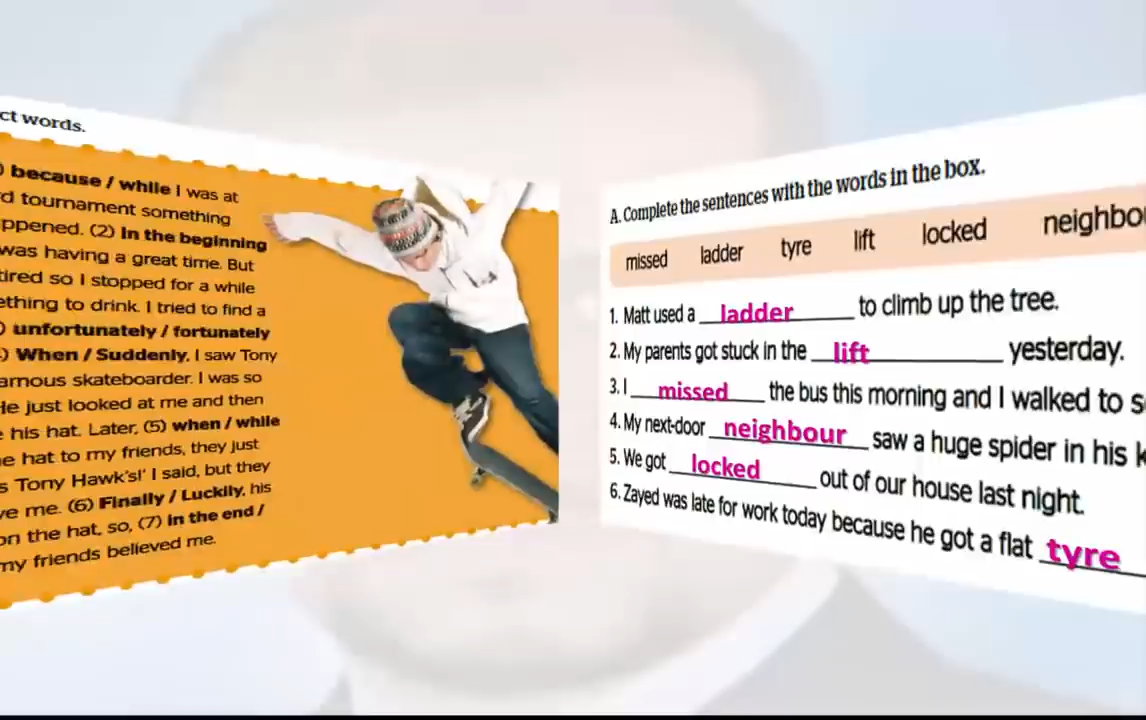 ct words.
because / while I was at
d tournament something
ppened. (2) In the beginning
was having a great time. But
tired so I stopped for a while
ething to drink. I tried to find a
) unfortunately / fortunately
) When / Suddenly, I saw Tony
amous skateboarder. I was so
He just looked at me and then
e his hat. Later, (5) when / while
e hat to my friends, they just
s Tony Hawk's!' I said, but they
ve me. (6) Finally / Luckily, his
on the hat, so, (7) in the end /
my friends believed me.
A. Complete the sentences with the words in the box.
missed ladder tyre lift locked neighbo
1. Matt used a ladder to climb up the tree.
2. My parents got stuck in the lift yesterday.
3. I missed the bus this morning and I walked to s
4. My next-door neighbour saw a huge spider in his k
5. We got locked out of our house last night.
6. Zayed was late for work today because he got a flat tyre